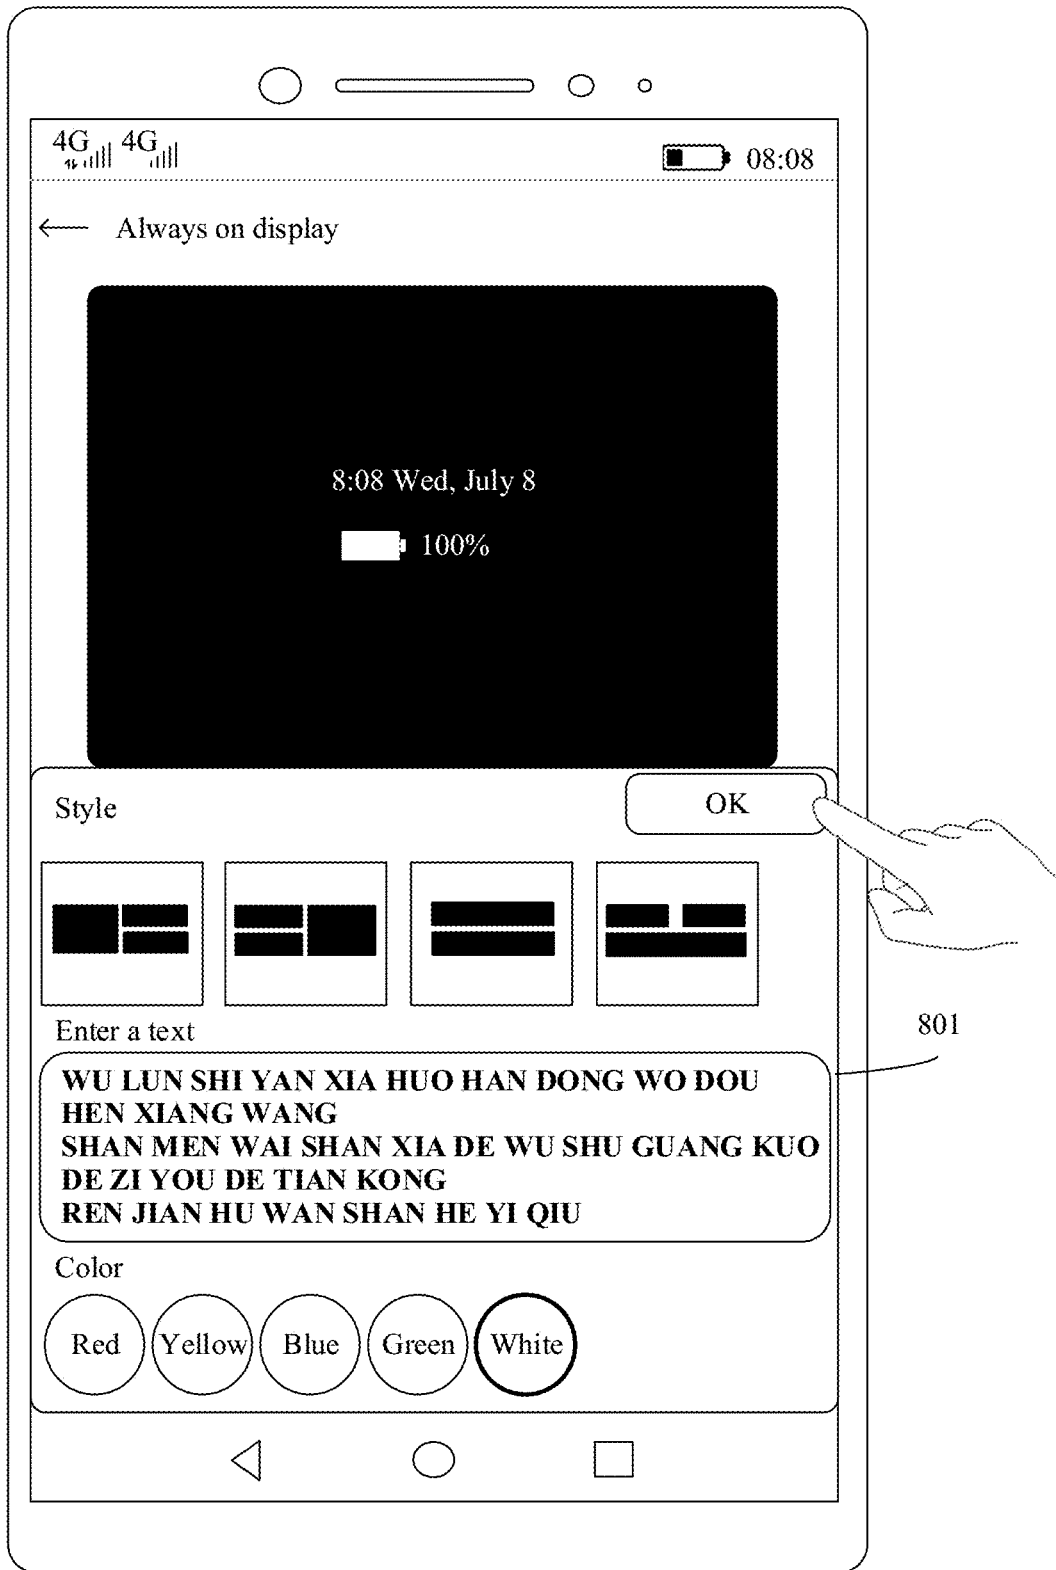 4G 4G 08:08
Always on display
8:08 Wed, July 8
100%
Style
OK
Enter a text
801
WU LUN SHI YAN XIA HUO HAN DONG WO DOU
HEN XIANG WANG
SHAN MEN WAI SHAN XIA DE WU SHU GUANG KUO
DE ZI YOU DE TIAN KONG
REN JIAN HU WAN SHAN HE YI QIU
Color
Red Yellow Blue Green White